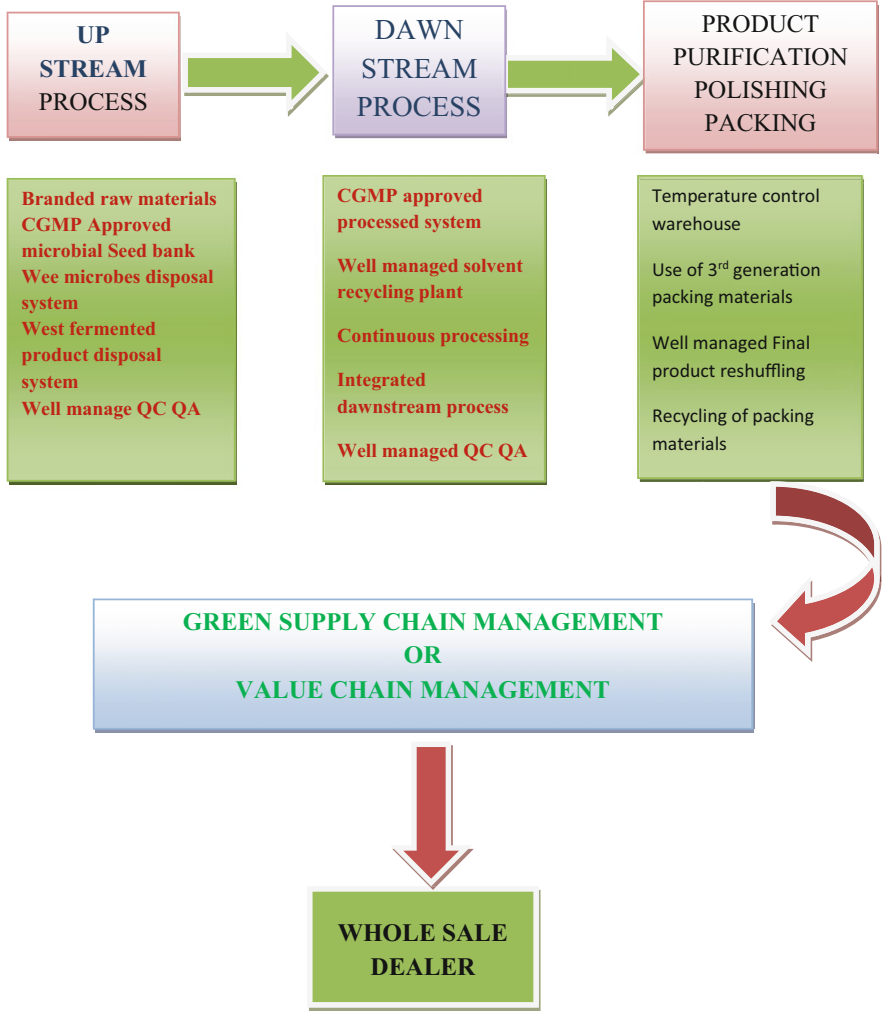 UP
STREAM
PROCESS
DAWN
STREAM
PROCESS
PRODUCT
PURIFICATION
POLISHING
PACKING
Branded raw materials
CGMP Approved
microbial Seed bank
Wee microbes disposal
system
West fermented
product disposal
system
Well manage QC QA
CGMP approved
processed system
Well managed solvent
recycling plant
Continuous processing
Integrated
dawnstream process
Well managed QC QA
Temperature control
warehouse
Use of 3rd generation
packing materials
Well managed Final
product reshuffling
Recycling of packing
materials
GREEN SUPPLY CHAIN MANAGEMENT
OR
VALUE CHAIN MANAGEMENT
WHOLE SALE
DEALER